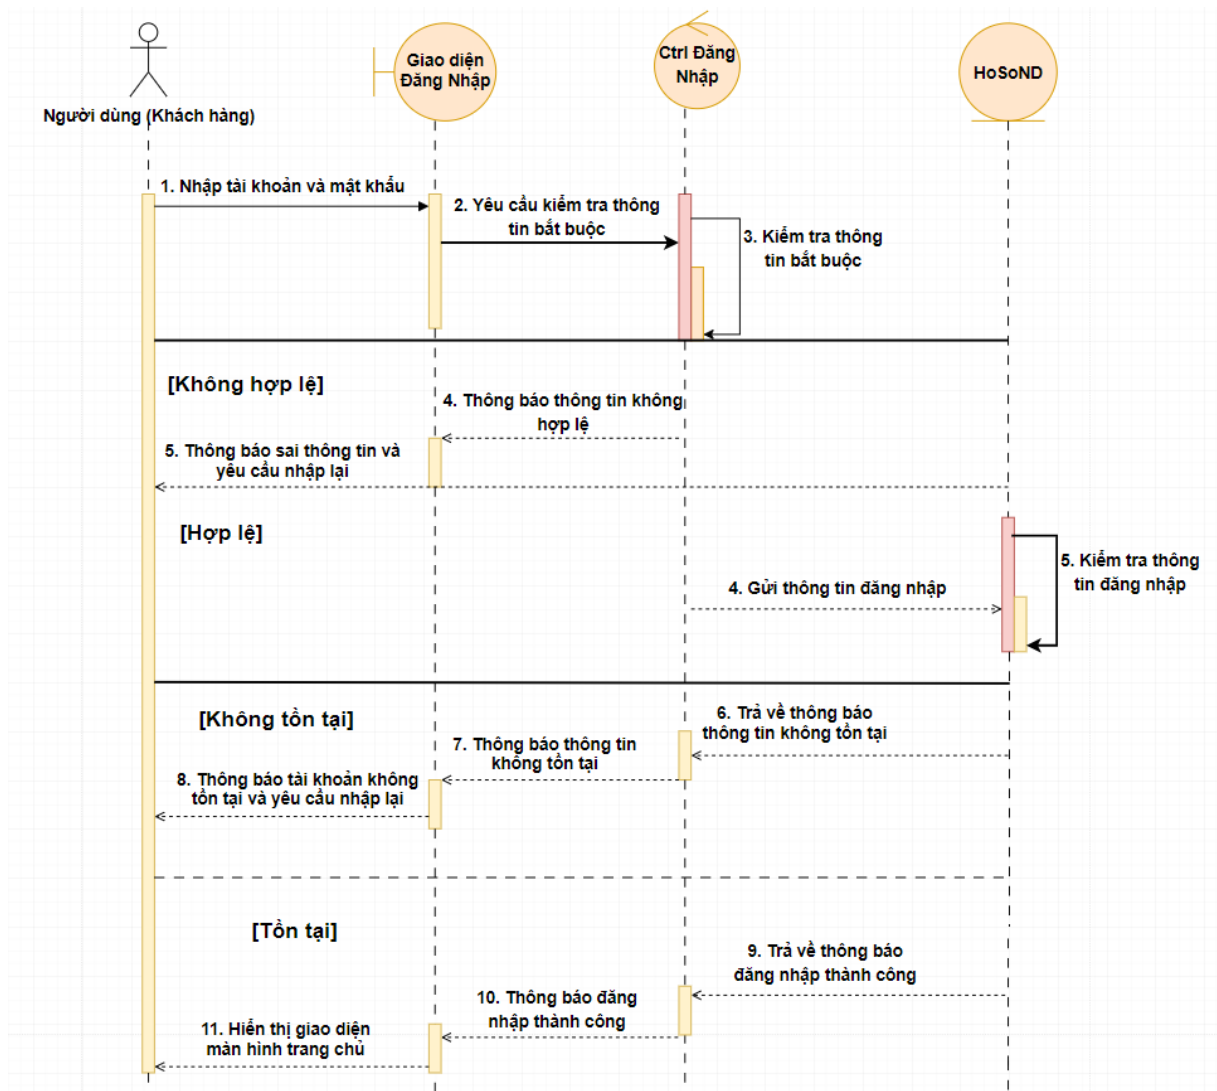 Giao diện
Đăng Nhập
Ctrl Đăng
Nhập
HoSoND
Người dùng (Khách hàng)
1. Nhập tài khoản và mật khẩu
2. Yêu cầu kiểm tra thông
tin bắt buộc
3. Kiểm tra thông
tin bắt buộc
[Không hợp lệ]
4. Thông báo thông tin không
hợp lệ
5. Thông báo sai thông tin và
yêu cầu nhập lại
[Hợp lệ]
5. Kiểm tra thông
tin đăng nhập
4. Gửi thông tin đăng nhập
[Không tồn tại]
6. Trả về thông báo
thông tin không tồn tại
7. Thông báo thông tin
không tồn tại
8. Thông báo tài khoản không
tồn tại và yêu cầu nhập lại
[Tồn tại]
9. Trả về thông báo
đăng nhập thành công
10. Thông báo đăng
nhập thành công
11. Hiển thị giao diện
màn hình trang chủ